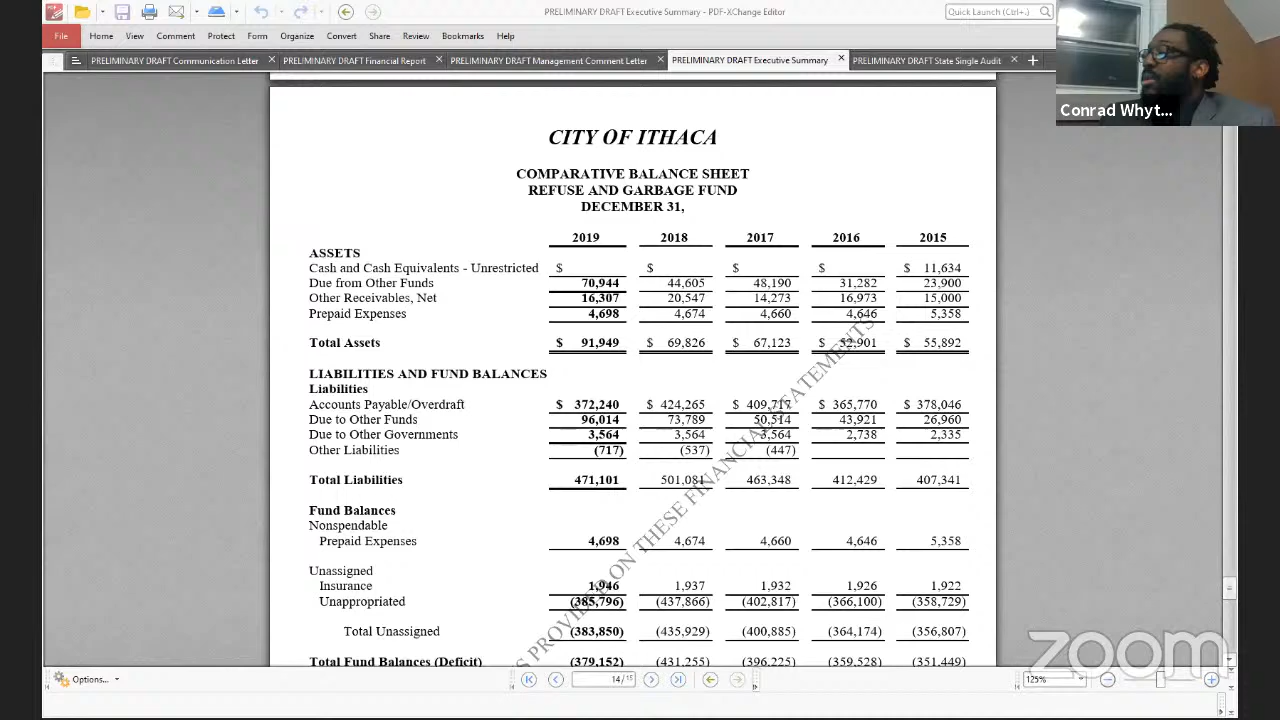 PRELIMINARY DRAFT Executive Summary - PDF-XChange Editor
Quick Launch (Ctrl+.)
File Home View Comment Protect Form Organize Convert Share Review Bookmarks Help
PRELIMINARY DRAFT Communication Letter PRELIMINARY DRAFT Financial Report PRELIMINARY DRAFT Management Comment Letter PRELIMINARY DRAFT Executive Summary PRELIMINARY DRAFT State Single Audit
Conrad Whyt...
CITY OF ITHACA
COMPARATIVE BALANCE SHEET
REFUSE AND GARBAGE FUND
DECEMBER 31,
2019 2018 2017 2016 2015
ASSETS
Cash and Cash Equivalents - Unrestricted $ $ $ $ $ 11,634
Due from Other Funds 70,944 44,605 48,190 31,282 23,900
Other Receivables, Net 16,307 20,547 14,273 16,973 15,000
Prepaid Expenses 4,698 4,674 4,660 4,646 5,358
Total Assets $ 91,949 $ 69,826 $ 67,123 $ 52,901 $ 55,892
LIABILITIES AND FUND BALANCES
Liabilities
Accounts Payable/Overdraft $ 372,240 $ 424,265 $ 409,717 $ 365,770 $ 378,046
Due to Other Funds 96,014 73,789 50,514 43,921 26,960
Due to Other Governments 3,564 3,564 3,564 2,738 2,335
Other Liabilities (717) (537) (447)
Total Liabilities 471,101 501,081 463,348 412,429 407,341
Fund Balances
Nonspendable
Prepaid Expenses 4,698 4,674 4,660 4,646 5,358
Unassigned
Insurance 1,946 1,937 1,932 1,926 1,922
Unappropriated (385,796) (437,866) (402,817) (366,100) (358,729)
Total Unassigned (383,850) (435,929) (400,885) (364,174) (356,807)
Total Fund Balances (Deficit) (379,152) (431,255) (396,225) (359,528) (351,449)
S PROVIDED ON THESE FINANCIAL STATEMENTS
zoom
Options... 14/15 125%